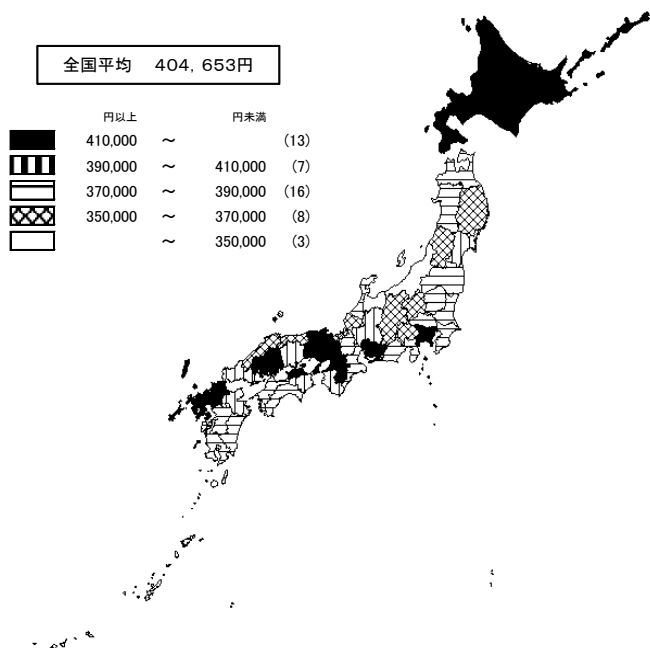 全国平均 404,653円
円以上 円未満
410,000 ～ (13)
390,000 ～ 410,000 (7)
370,000 ～ 390,000 (16)
350,000 ～ 370,000 (8)
～ 350,000 (3)